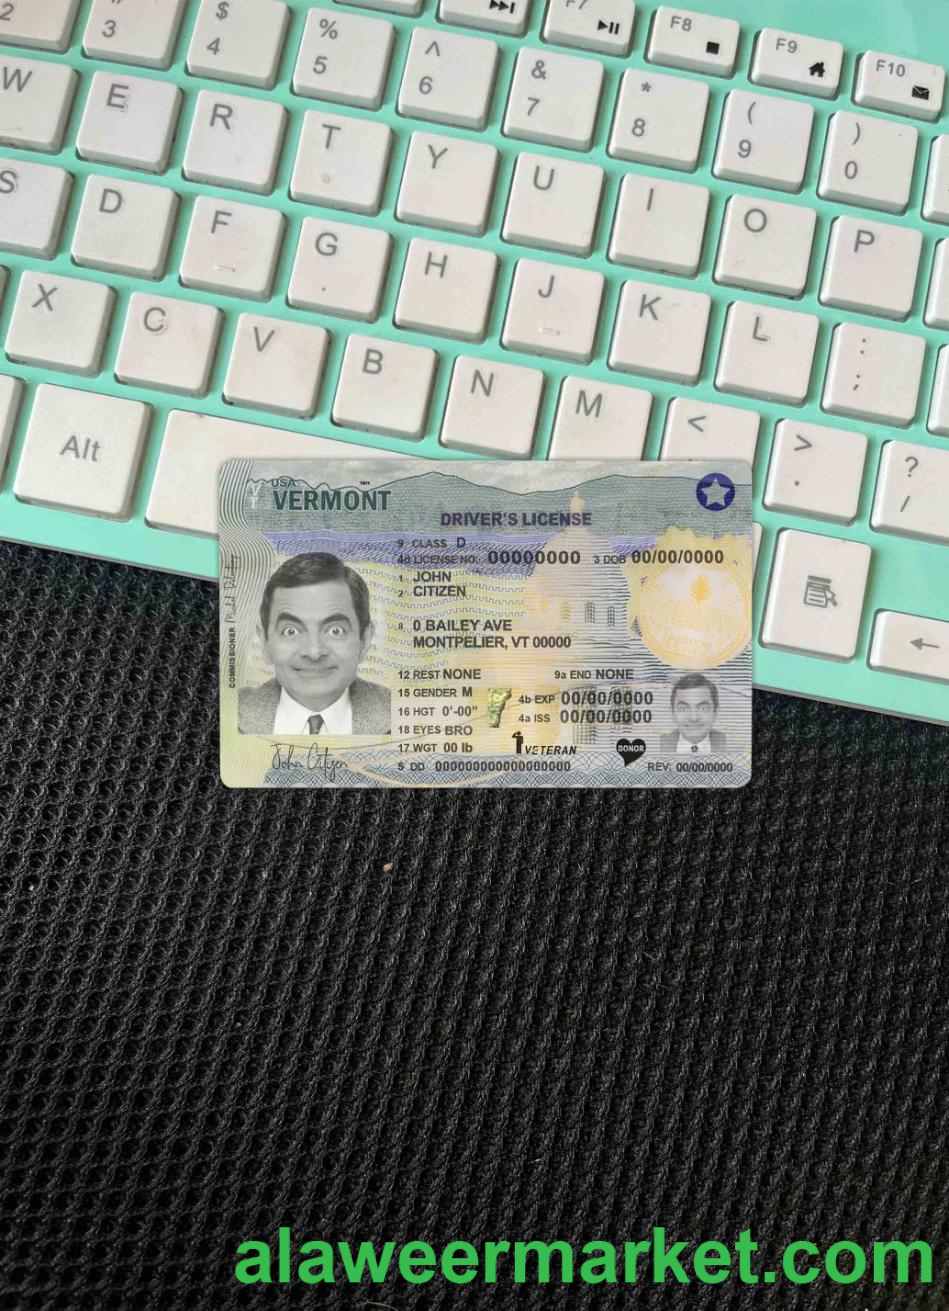 2 3 $ 4 % 5 ^ 6 & 7 F7 * 8 F8 ( 9 F9 ) 0 F10
W E R T Y U I O P
S D F G H J K L : ;
X C V B N M < > . ? /
Alt
USA
VERMONT
DRIVER'S LICENSE
9 CLASS D
4d LICENSE NO. 00000000 3 DOB 00/00/0000
1 JOHN
2 CITIZEN
8 0 BAILEY AVE
MONTPELIER, VT 00000
12 REST NONE 9a END NONE
15 GENDER M 4b EXP 00/00/0000
16 HGT 0'-00" 4a ISS 00/00/0000
18 EYES BRO
17 WGT 00 lb VETERAN DONOR
5 DD 000000000000000000 REV. 00/00/0000
John Citizen
COMMISSIONER
alaweermarket.com